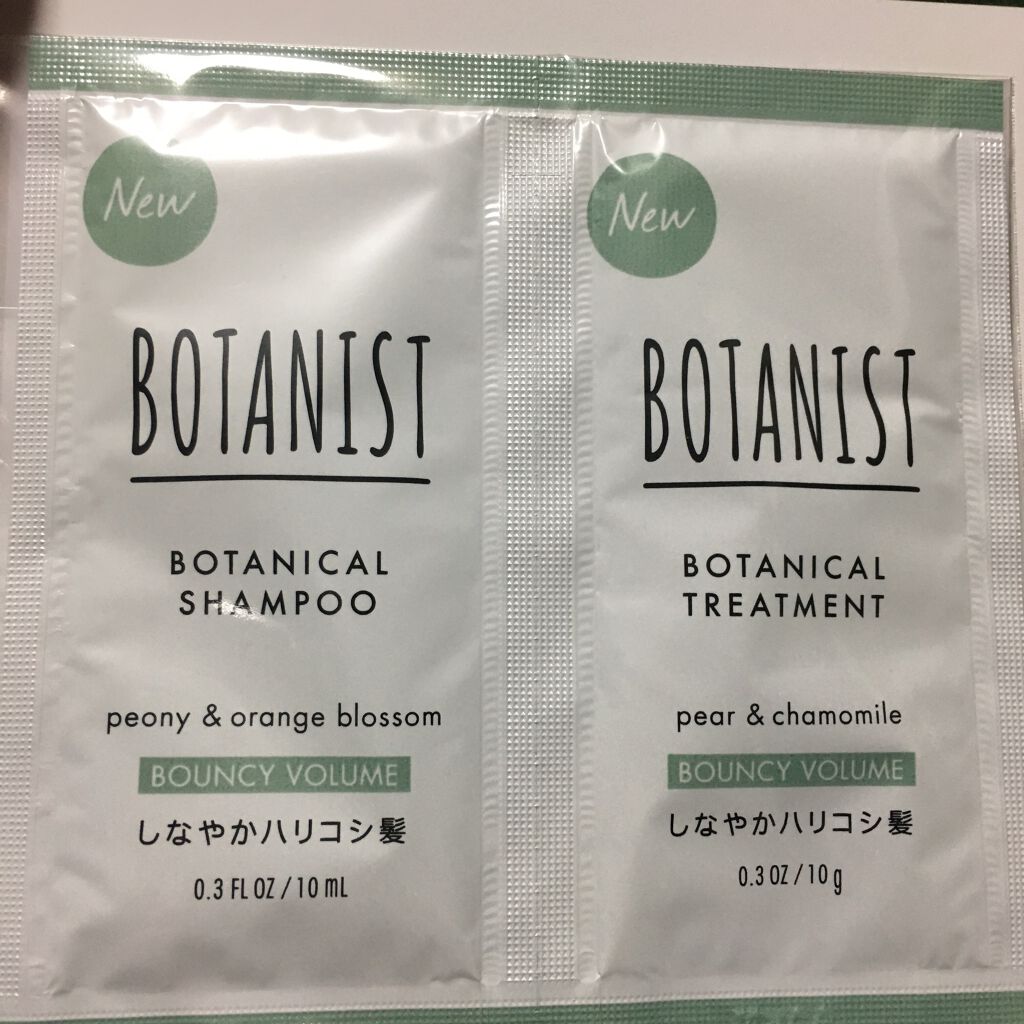 New
BOTANIST
BOTANICAL
SHAMPOO
peony & orange blossom
BOUNCY VOLUME
しなやかハリコシ髪
0.3 FL OZ / 10 mL
New
BOTANIST
BOTANICAL
TREATMENT
pear & chamomile
BOUNCY VOLUME
しなやかハリコシ髪
0.3 OZ / 10 g